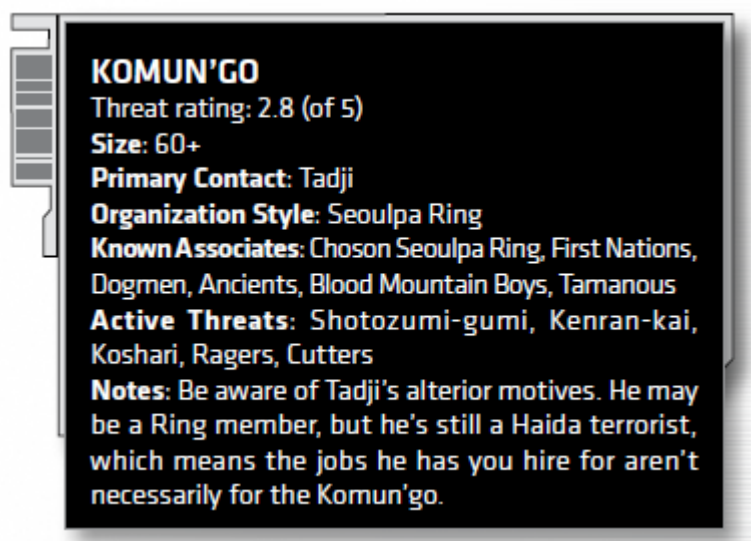 KOMUN'GO
Threat rating: 2.8 (of 5)
Size: 60+
Primary Contact: Tadji
Organization Style: Seoulpa Ring
Known Associates: Choson Seoulpa Ring, First Nations,
Dogmen, Ancients, Blood Mountain Boys, Tamanous
Active Threats: Shotozumi-gumi, Kenran-kai,
Koshari, Ragers, Cutters
Notes: Be aware of Tadji's alterior motives. He may
be a Ring member, but he's still a Haida terrorist,
which means the jobs he has you hire for aren't
necessarily for the Komun'go.